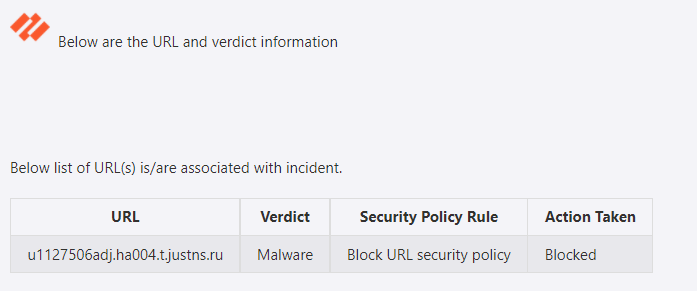 Below are the URL and verdict information
Below list of URL(s) is/are associated with incident.
URL Verdict Security Policy Rule Action Taken
u1127506adj.ha004.t.justns.ru Malware Block URL security policy Blocked